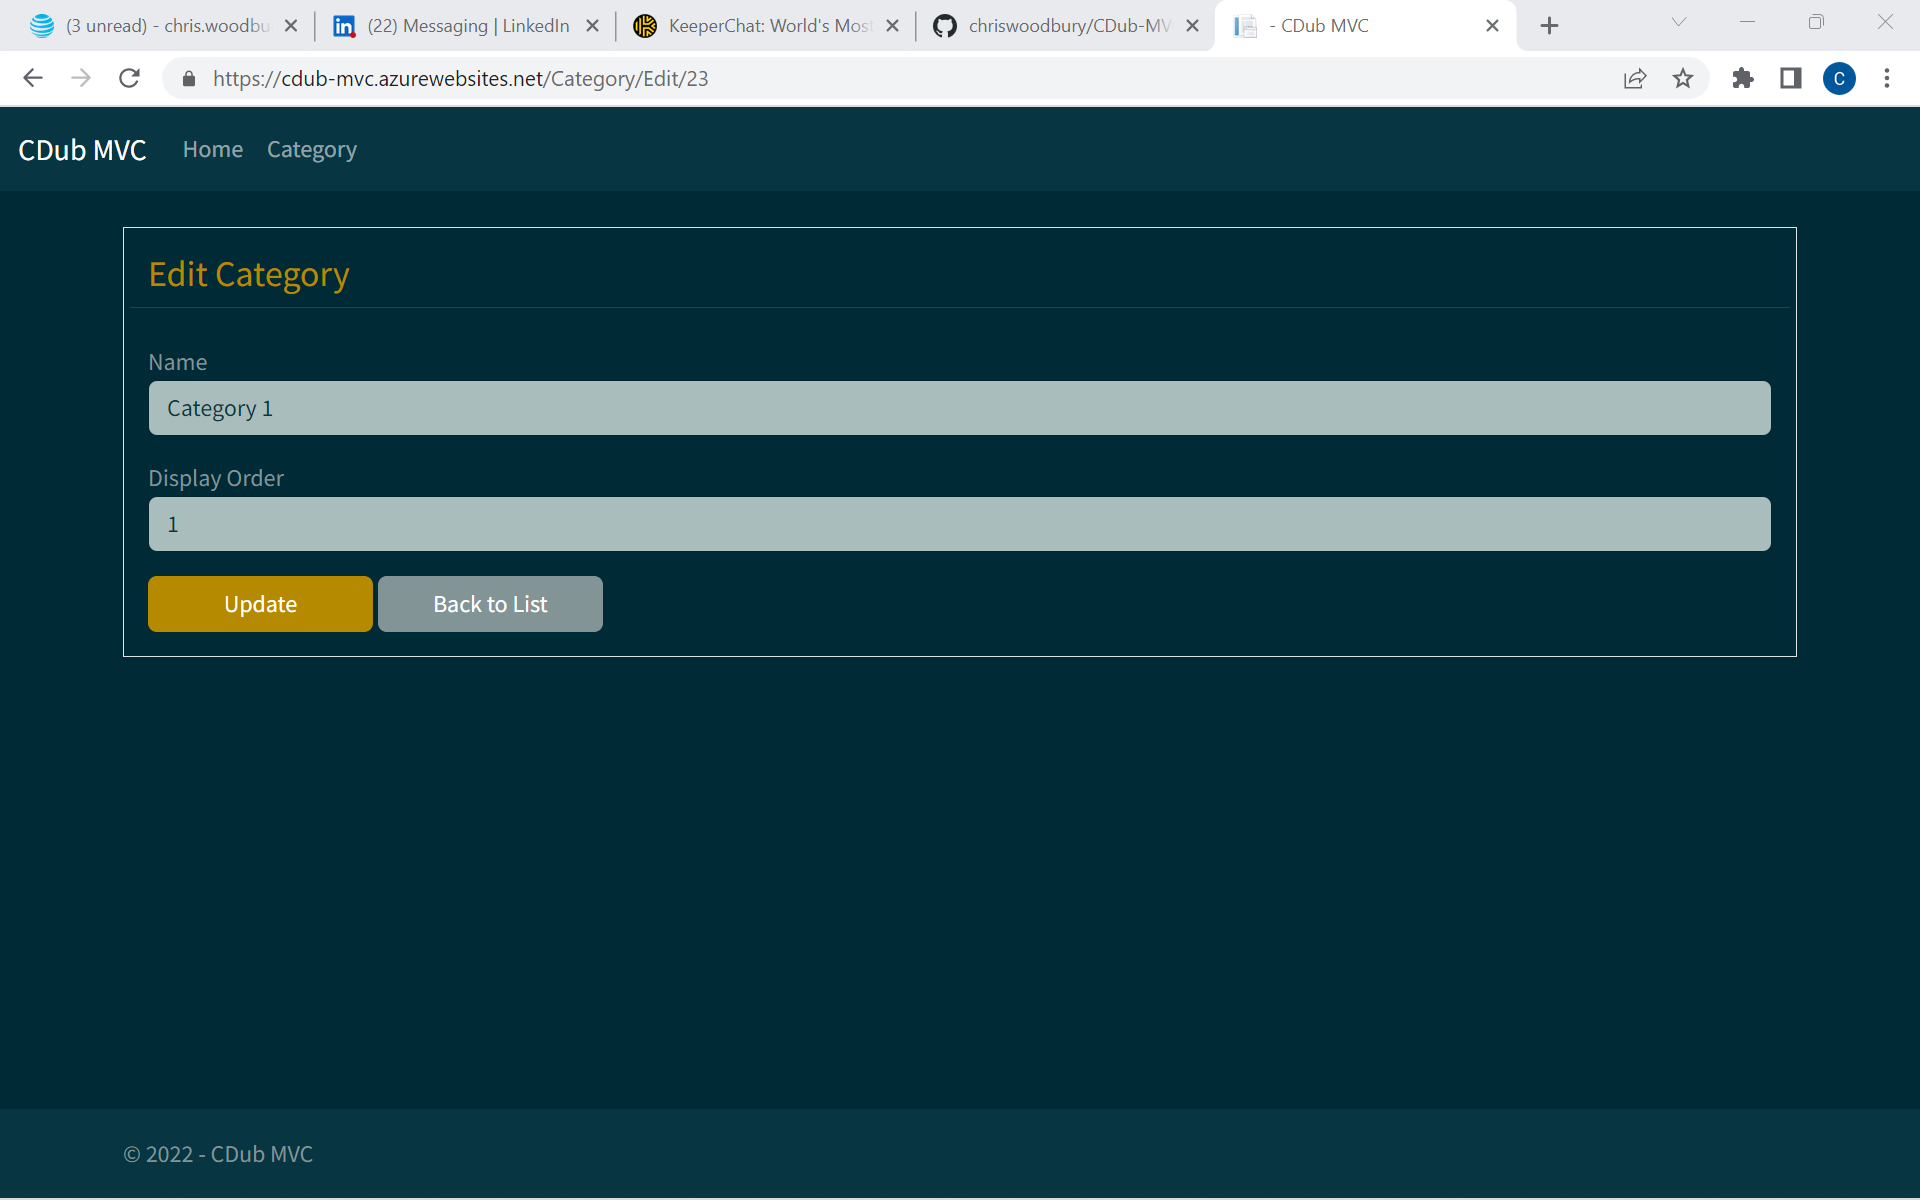 (3 unread) - chris.woodbu
(22) Messaging | LinkedIn
KeeperChat: World's Most
chriswoodbury/CDub-MV
- CDub MVC
https://cdub-mvc.azurewebsites.net/Category/Edit/23
C
CDub MVC Home Category
Edit Category
Name
Category 1
Display Order
1
Update Back to List
© 2022 - CDub MVC